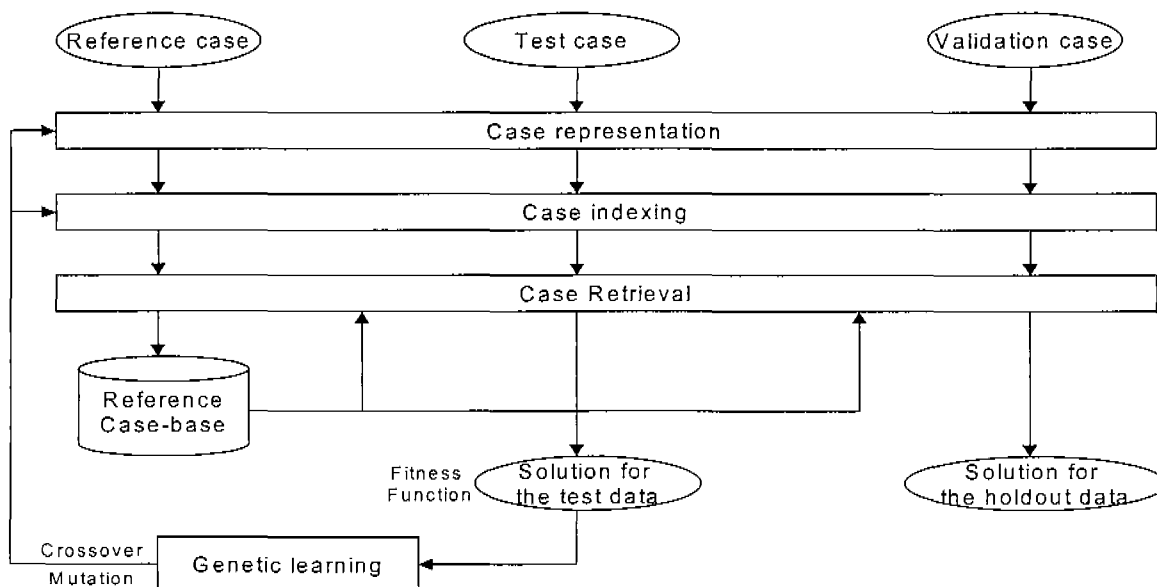 Reference case
Test case
Validation case
Case representation
Case indexing
Case Retrieval
Reference
Case-base
Fitness
Function
Solution for
the test data
Solution for
the holdout data
Crossover
Mutation
Genetic learning